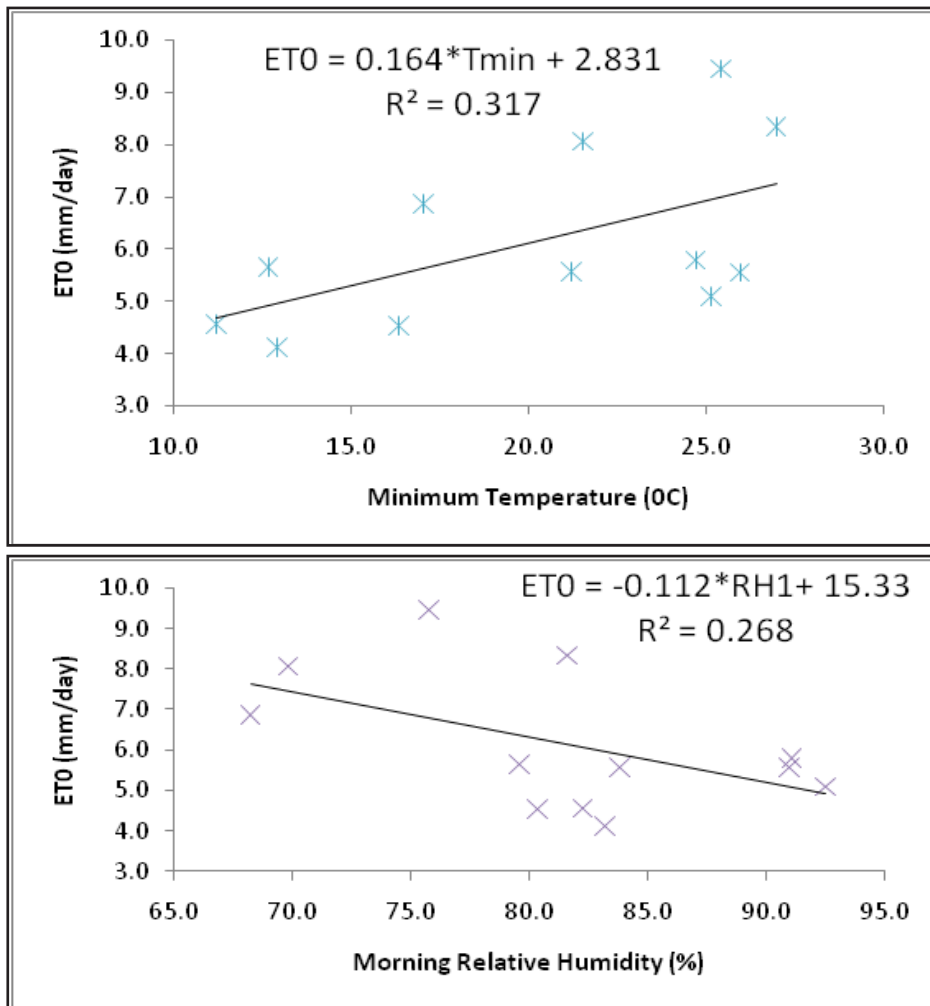 ET0 = 0.164*Tmin + 2.831
R² = 0.317
10.0
9.0
8.0
7.0
6.0
5.0
4.0
3.0
ET0 (mm/day)
10.0 15.0 20.0 25.0 30.0
Minimum Temperature (0C)
ET0 = -0.112*RH1+ 15.33
R² = 0.268
10.0
9.0
8.0
7.0
6.0
5.0
4.0
3.0
ET0 (mm/day)
65.0 70.0 75.0 80.0 85.0 90.0 95.0
Morning Relative Humidity (%)